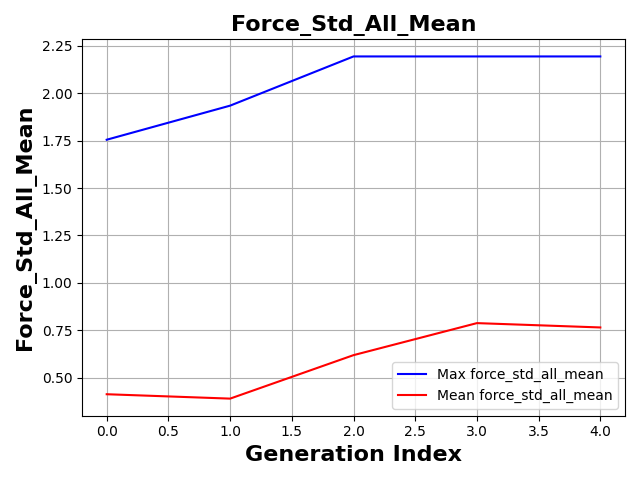 Force_Std_All_Mean
Force_Std_All_Mean
2.25
2.00
1.75
1.50
1.25
1.00
0.75
0.50
Max force_std_all_mean
Mean force_std_all_mean
0.0 0.5 1.0 1.5 2.0 2.5 3.0 3.5 4.0
Generation Index